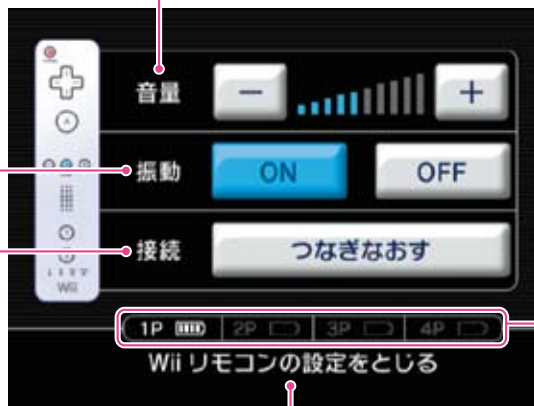 音量 − +
振動 ON OFF
接続 つなぎなおす
Wii
1P 2P 3P 4P
Wii リモコンの設定をとじる